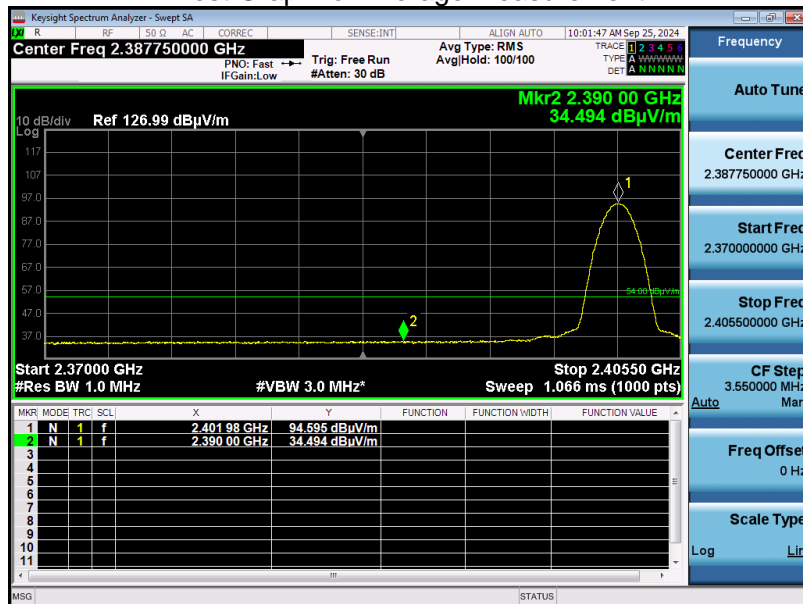 Keysight Spectrum Analyzer - Swept SA
LXI R RF 50 Ω AC CORREC SENSE:INT ALIGN AUTO 10:01:47 AM Sep 25, 2024
Center Freq 2.387750000 GHz
PNO: Fast
IFGain:Low
Trig: Free Run
#Atten: 30 dB
Avg Type: RMS
Avg|Hold: 100/100
TRACE 1 2 3 4 5 6
TYPE A WWWWW
DET A N N N N N
Mkr2 2.390 00 GHz
34.494 dBµV/m
10 dB/div Ref 126.99 dBµV/m
Log
117
107
97.0
87.0
77.0
67.0
57.0
47.0
37.0
1
2
54.00 dBµV/m
Start 2.37000 GHz Stop 2.40550 GHz
#Res BW 1.0 MHz #VBW 3.0 MHz* Sweep 1.066 ms (1000 pts)
MKR MODE TRC SCL X Y FUNCTION FUNCTION WIDTH FUNCTION VALUE
1 N 1 f 2.401 98 GHz 94.595 dBµV/m
2 N 1 f 2.390 00 GHz 34.494 dBµV/m
3
4
5
6
7
8
9
10
11
MSG STATUS
Frequency
Auto Tune
Center Freq
2.387750000 GHz
Start Freq
2.370000000 GHz
Stop Freq
2.405500000 GHz
CF Step
3.550000 MHz
Auto Man
Freq Offset
0 Hz
Scale Type
Log Lin